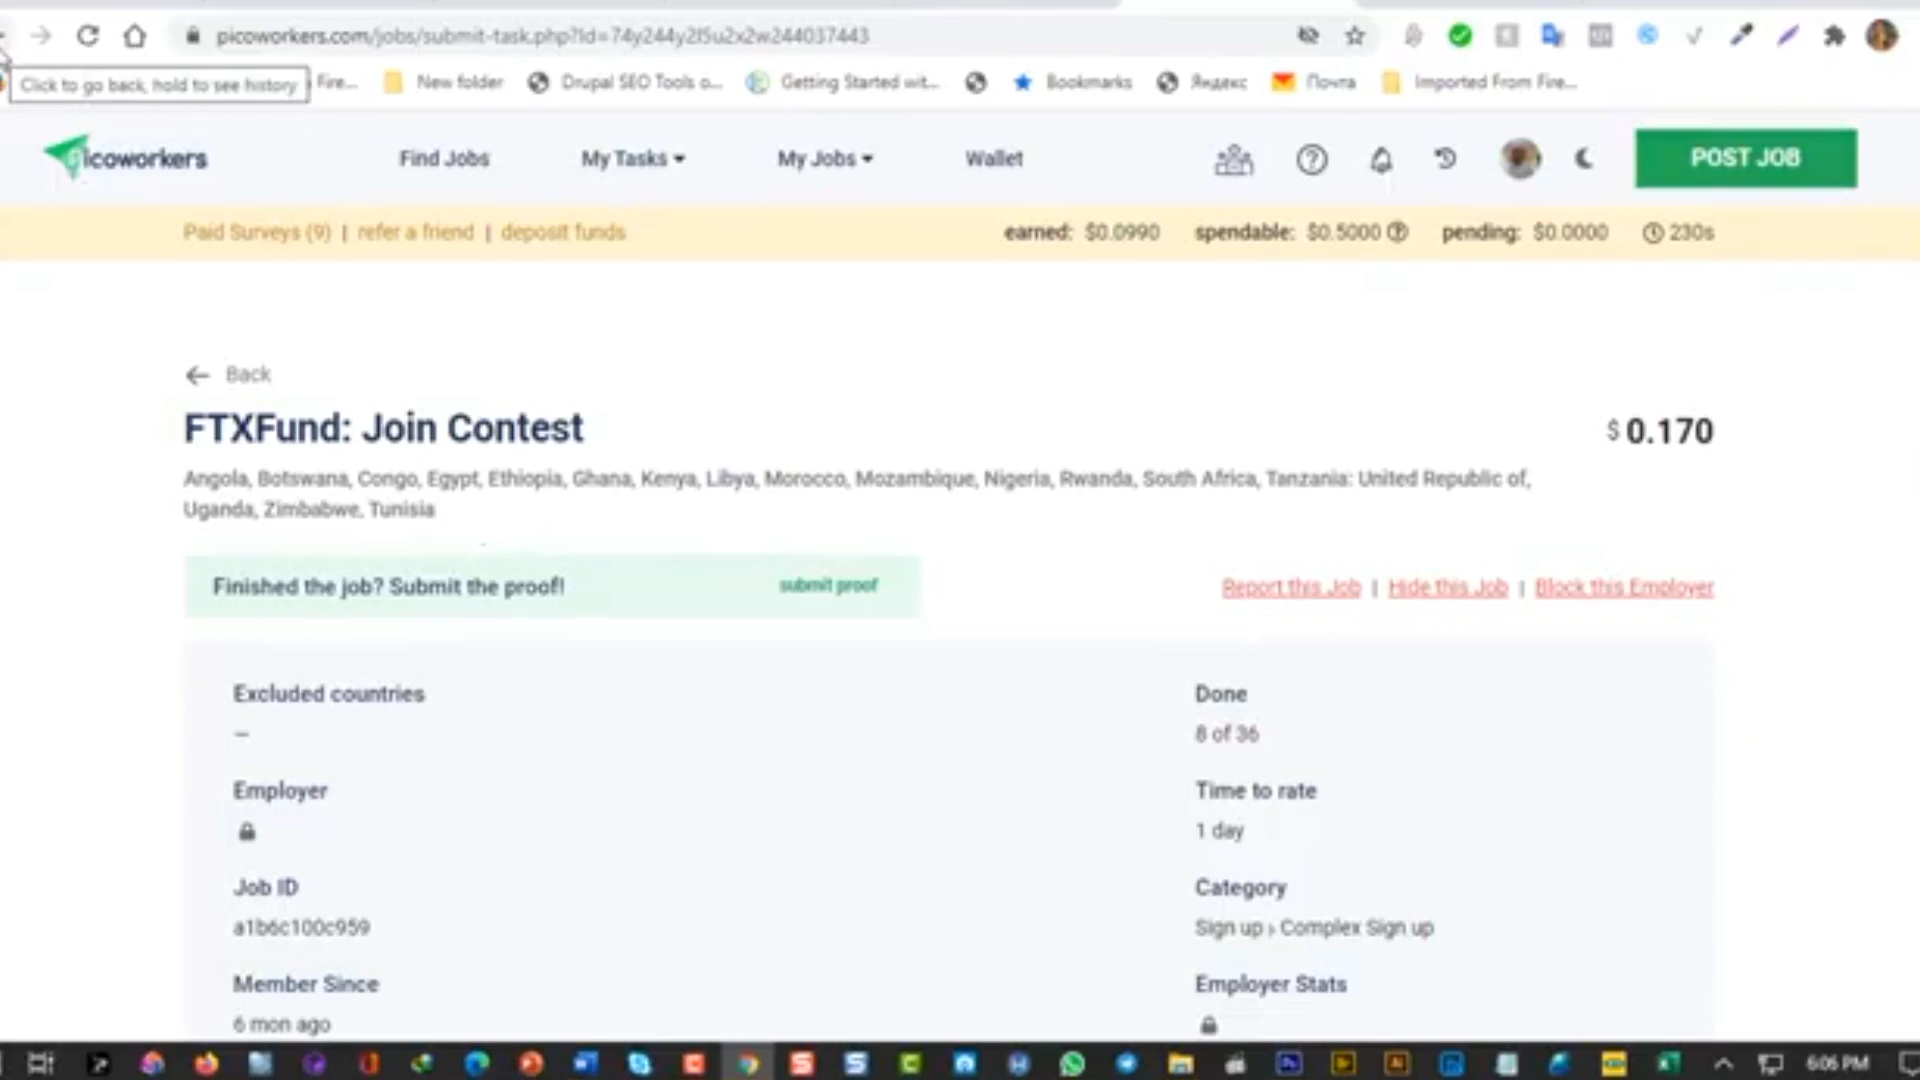 picoworkers.com/jobs/submit-task.php?Id=74y244y2l5u2x2w244037443
Click to go back, hold to see history
Fire... New folder Drupal SEO Tools o... Getting Started wit... Bookmarks Яндекс Почта Imported From Fire...
picoworkers Find Jobs My Tasks My Jobs Wallet POST JOB
Paid Surveys (9) | refer a friend | deposit funds earned: $0.0990 spendable: $0.5000 pending: $0.0000 230s
Back
FTXFund: Join Contest $ 0.170
Angola, Botswana, Congo, Egypt, Ethiopia, Ghana, Kenya, Libya, Morocco, Mozambique, Nigeria, Rwanda, South Africa, Tanzania: United Republic of,
Uganda, Zimbabwe, Tunisia
Finished the job? Submit the proof! submit proof Report this Job | Hide this Job | Block this Employer
Excluded countries Done
– 8 of 36
Employer Time to rate
1 day
Job ID Category
a1b6c100c959 Sign up › Complex Sign up
Member Since Employer Stats
6 mon ago
6:06 PM